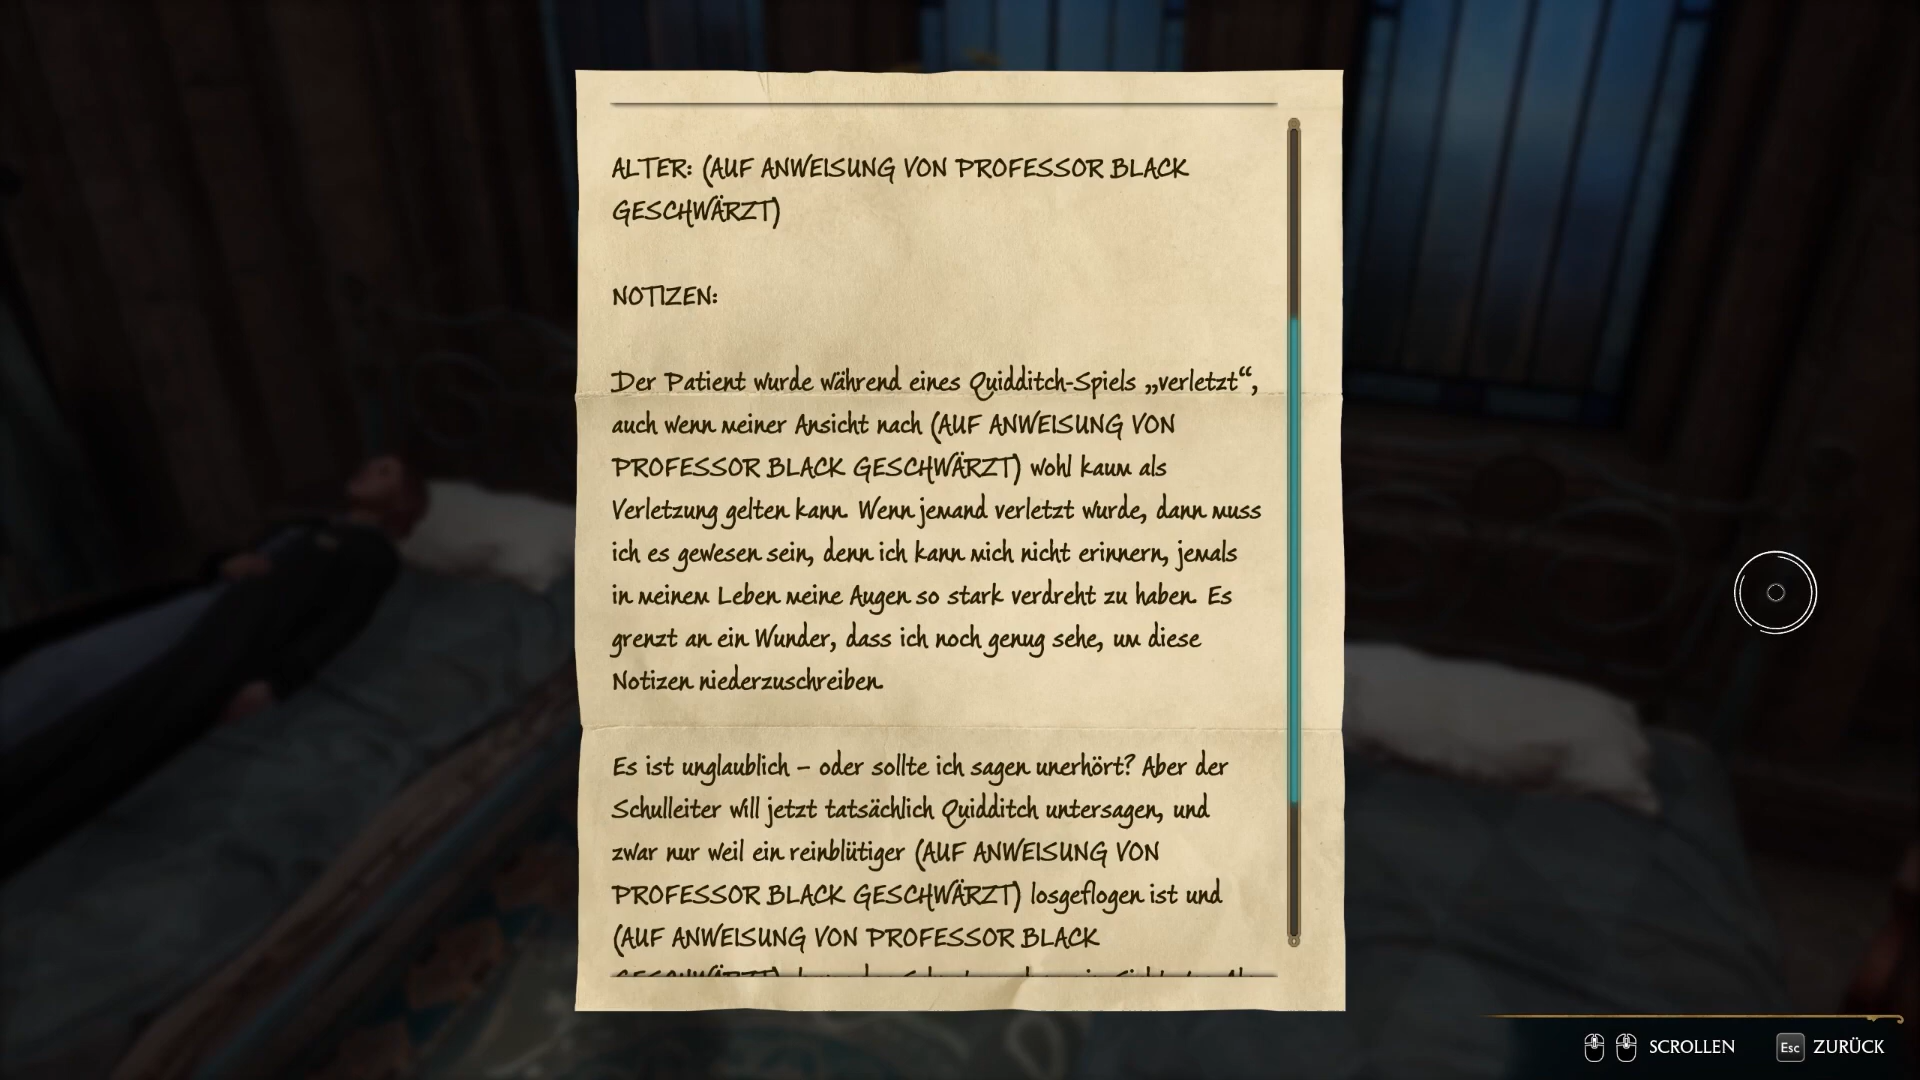 ALTER: (AUF ANWEISUNG VON PROFESSOR BLACK
GESCHWÄRZT)
NOTIZEN:
Der Patient wurde während eines Quidditch-Spiels „verletzt“,
auch wenn meiner Ansicht nach (AUF ANWEISUNG VON
PROFESSOR BLACK GESCHWÄRZT) wohl kaum als
Verletzung gelten kann. Wenn jemand verletzt wurde, dann muss
ich es gewesen sein, denn ich kann mich nicht erinnern, jemals
in meinem Leben meine Augen so stark verdreht zu haben. Es
grenzt an ein Wunder, dass ich noch genug sehe, um diese
Notizen niederzuschreiben.
Es ist unglaublich – oder sollte ich sagen unerhört? Aber der
Schulleiter will jetzt tatsächlich Quidditch untersagen, und
zwar nur weil ein reinblütiger (AUF ANWEISUNG VON
PROFESSOR BLACK GESCHWÄRZT) losgeflogen ist und
(AUF ANWEISUNG VON PROFESSOR BLACK
GESCHWÄRZT)
SCROLLEN
Esc ZURÜCK